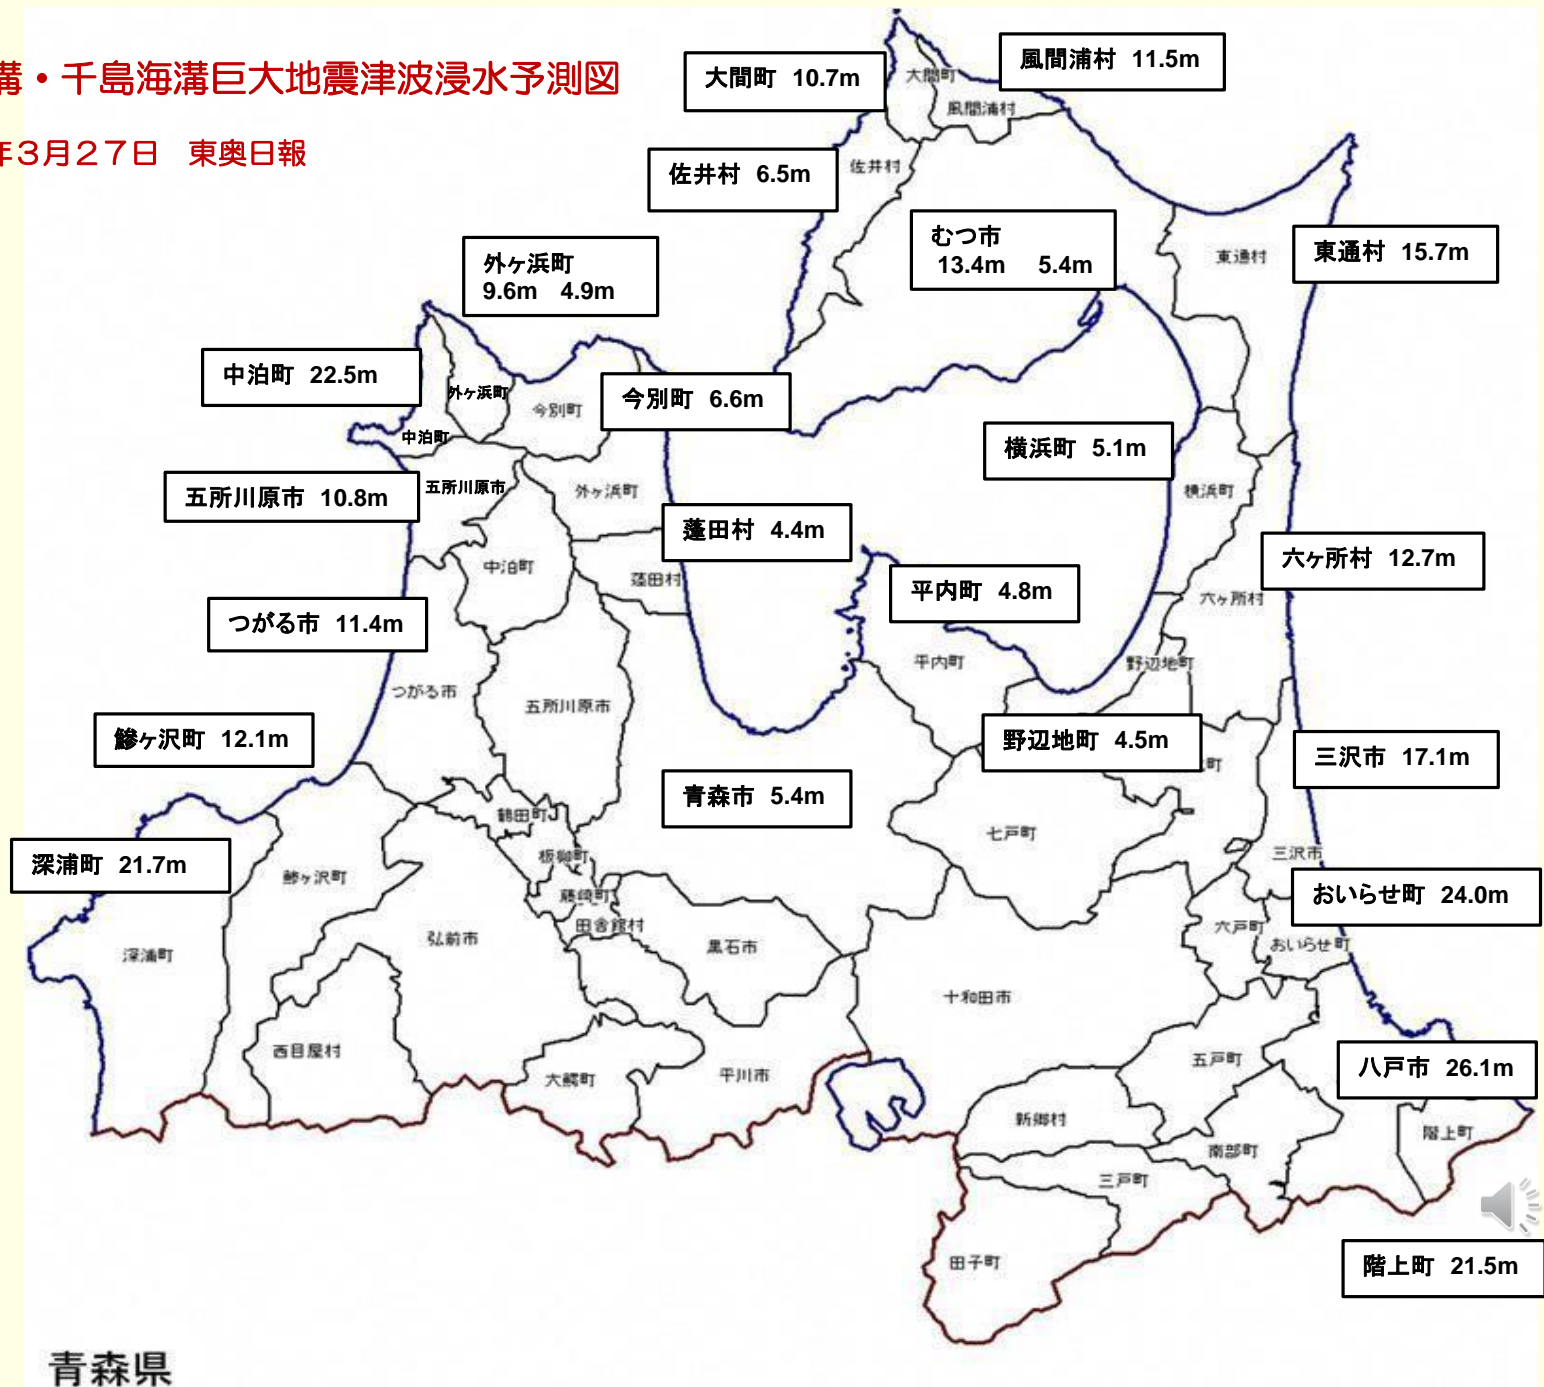 溝・千島海溝巨大地震津波浸水予測図
年３月２７日　東奥日報
大間町 10.7m
風間浦村 11.5m
大間町
風間浦村
佐井村 6.5m
佐井村
むつ市
13.4m 5.4m
東通村
東通村 15.7m
外ヶ浜町
9.6m 4.9m
中泊町 22.5m
外ヶ浜町
今別町
今別町 6.6m
中泊町
横浜町 5.1m
五所川原市 10.8m
五所川原市
外ヶ浜町
横浜町
蓬田村 4.4m
六ヶ所村 12.7m
中泊町
蓬田村
平内町 4.8m
六ヶ所村
つがる市 11.4m
平内町
野辺地町
つがる市
五所川原市
鰺ヶ沢町 12.1m
野辺地町 4.5m
町
三沢市 17.1m
青森市 5.4m
鶴田町
七戸町
深浦町 21.7m
板柳町
三沢市
鰺ヶ沢町
藤崎町
おいらせ町 24.0m
田舎館村
六戸町
弘前市
黒石市
おいらせ町
深浦町
十和田市
西目屋村
五戸町
八戸市 26.1m
大鰐町
平川市
新郷村
階上町
南部町
三戸町
田子町
階上町 21.5m
青森県